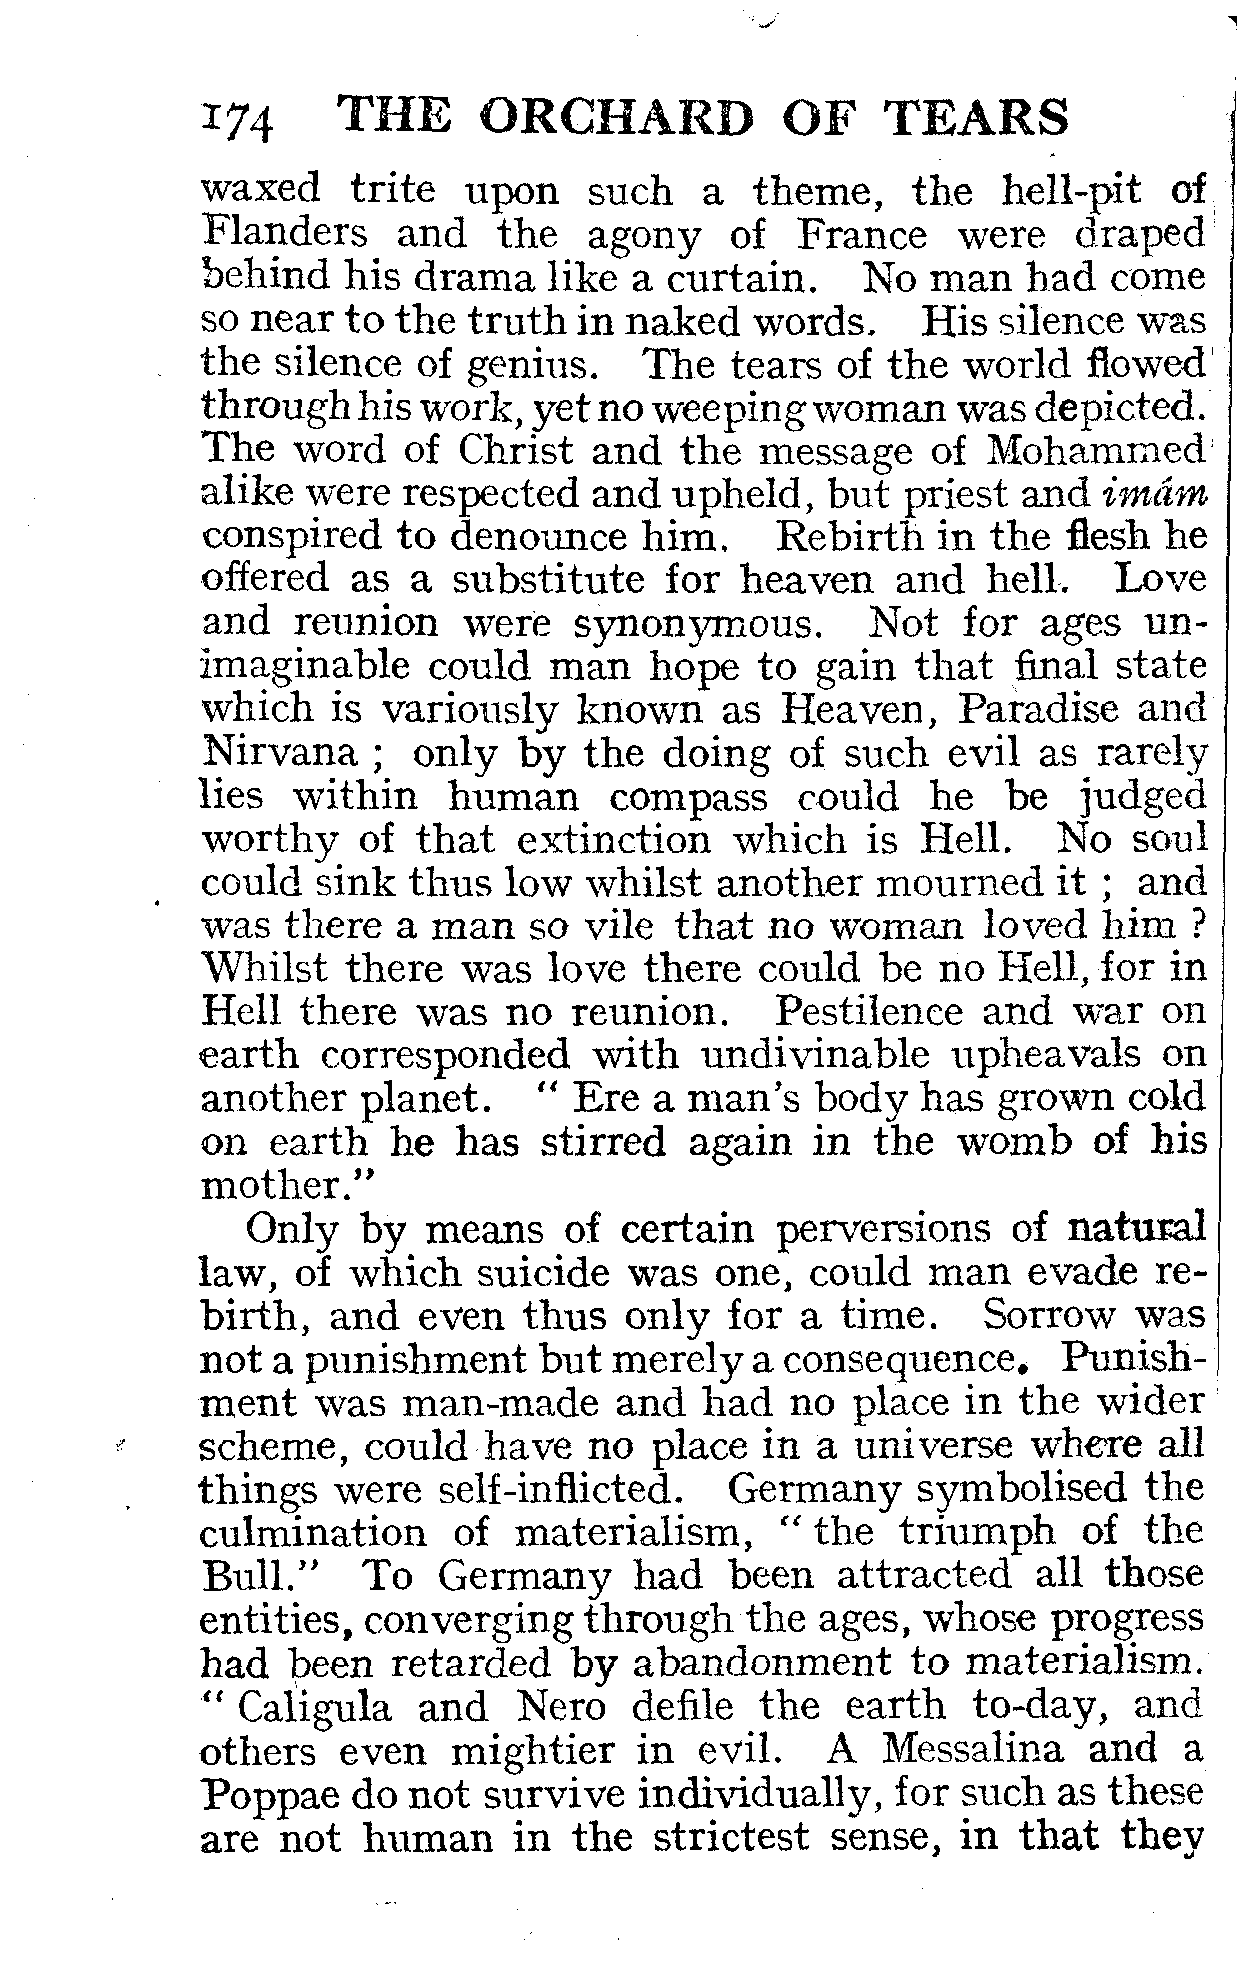 174 THE ORCHARD OF TEARS
waxed trite upon such a theme, the hell-pit of
Flanders and the agony of France were draped
behind his drama like a curtain. No man had come
so near to the truth in naked words. His silence was
the silence of genius. The tears of the world flowed
through his work, yet no weeping woman was depicted.
The word of Christ and the message of Mohammed
alike were respected and upheld, but priest and imâm
conspired to denounce him. Rebirth in the flesh he
offered as a substitute for heaven and hell. Love
and reunion were synonymous. Not for ages un-
imaginable could man hope to gain that final state
which is variously known as Heaven, Paradise and
Nirvana ; only by the doing of such evil as rarely
lies within human compass could he be judged
worthy of that extinction which is Hell. No soul
could sink thus low whilst another mourned it ; and
was there a man so vile that no woman loved him ?
Whilst there was love there could be no Hell, for in
Hell there was no reunion. Pestilence and war on
earth corresponded with undivinable upheavals on
another planet. " Ere a man's body has grown cold
on earth he has stirred again in the womb of his
mother."
Only by means of certain perversions of natural
law, of which suicide was one, could man evade re-
birth, and even thus only for a time. Sorrow was
not a punishment but merely a consequence. Punish-
ment was man-made and had no place in the wider
scheme, could have no place in a universe where all
things were self-inflicted. Germany symbolised the
culmination of materialism, " the triumph of the
Bull." To Germany had been attracted all those
entities, converging through the ages, whose progress
had been retarded by abandonment to materialism.
" Caligula and Nero defile the earth to-day, and
others even mightier in evil. A Messalina and a
Poppae do not survive individually, for such as these
are not human in the strictest sense, in that they